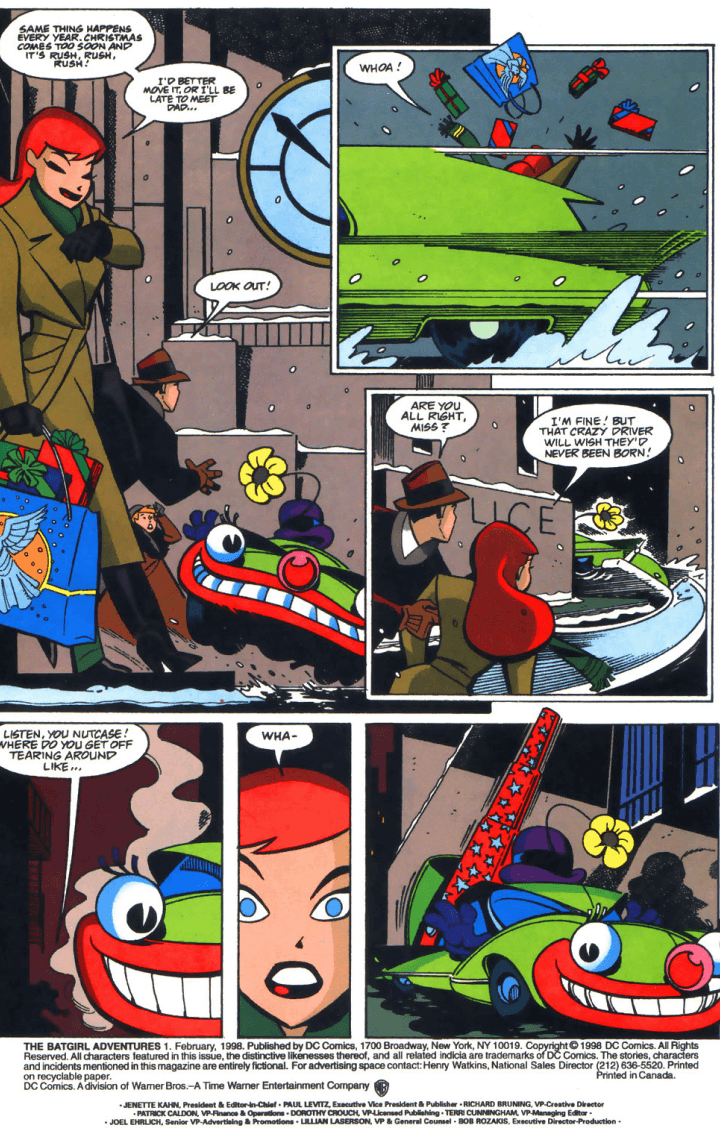 SAME THING HAPPENS
EVERY YEAR. CHRISTMAS
COMES TOO SOON AND
IT'S RUSH, RUSH,
RUSH!
I'D BETTER
MOVE IT, OR I'LL BE
LATE TO MEET
DAD...
WHOA!
LOOK OUT!
ARE YOU
ALL RIGHT,
MISS?
I'M FINE! BUT
THAT CRAZY DRIVER
WILL WISH THEY'D
NEVER BEEN BORN!
LICE
LISTEN, YOU NUTCASE!
WHERE DO YOU GET OFF
TEARING AROUND
LIKE...
WHA-
THE BATGIRL ADVENTURES 1. February, 1998. Published by DC Comics, 1700 Broadway, New York, NY 10019. Copyright © 1998 DC Comics. All Rights
Reserved. All characters featured in this issue, the distinctive likenesses thereof, and all related indicia are trademarks of DC Comics. The stories, characters
and incidents mentioned in this magazine are entirely fictional. For advertising space contact: Henry Watkins, National Sales Director (212) 636-5520. Printed
on recyclable paper. Printed in Canada.
DC Comics. A division of Warner Bros.–A Time Warner Entertainment Company
• JENETTE KAHN, President & Editor-in-Chief • PAUL LEVITZ, Executive Vice President & Publisher • RICHARD BRUNING, VP-Creative Director
• PATRICK CALDON, VP-Finance & Operations • DOROTHY CROUCH, VP-Licensed Publishing • TERRI CUNNINGHAM, VP-Managing Editor •
• JOEL EHRLICH, Senior VP-Advertising & Promotions • LILLIAN LASERSON, VP & General Counsel • BOB ROZAKIS, Executive Director-Production •